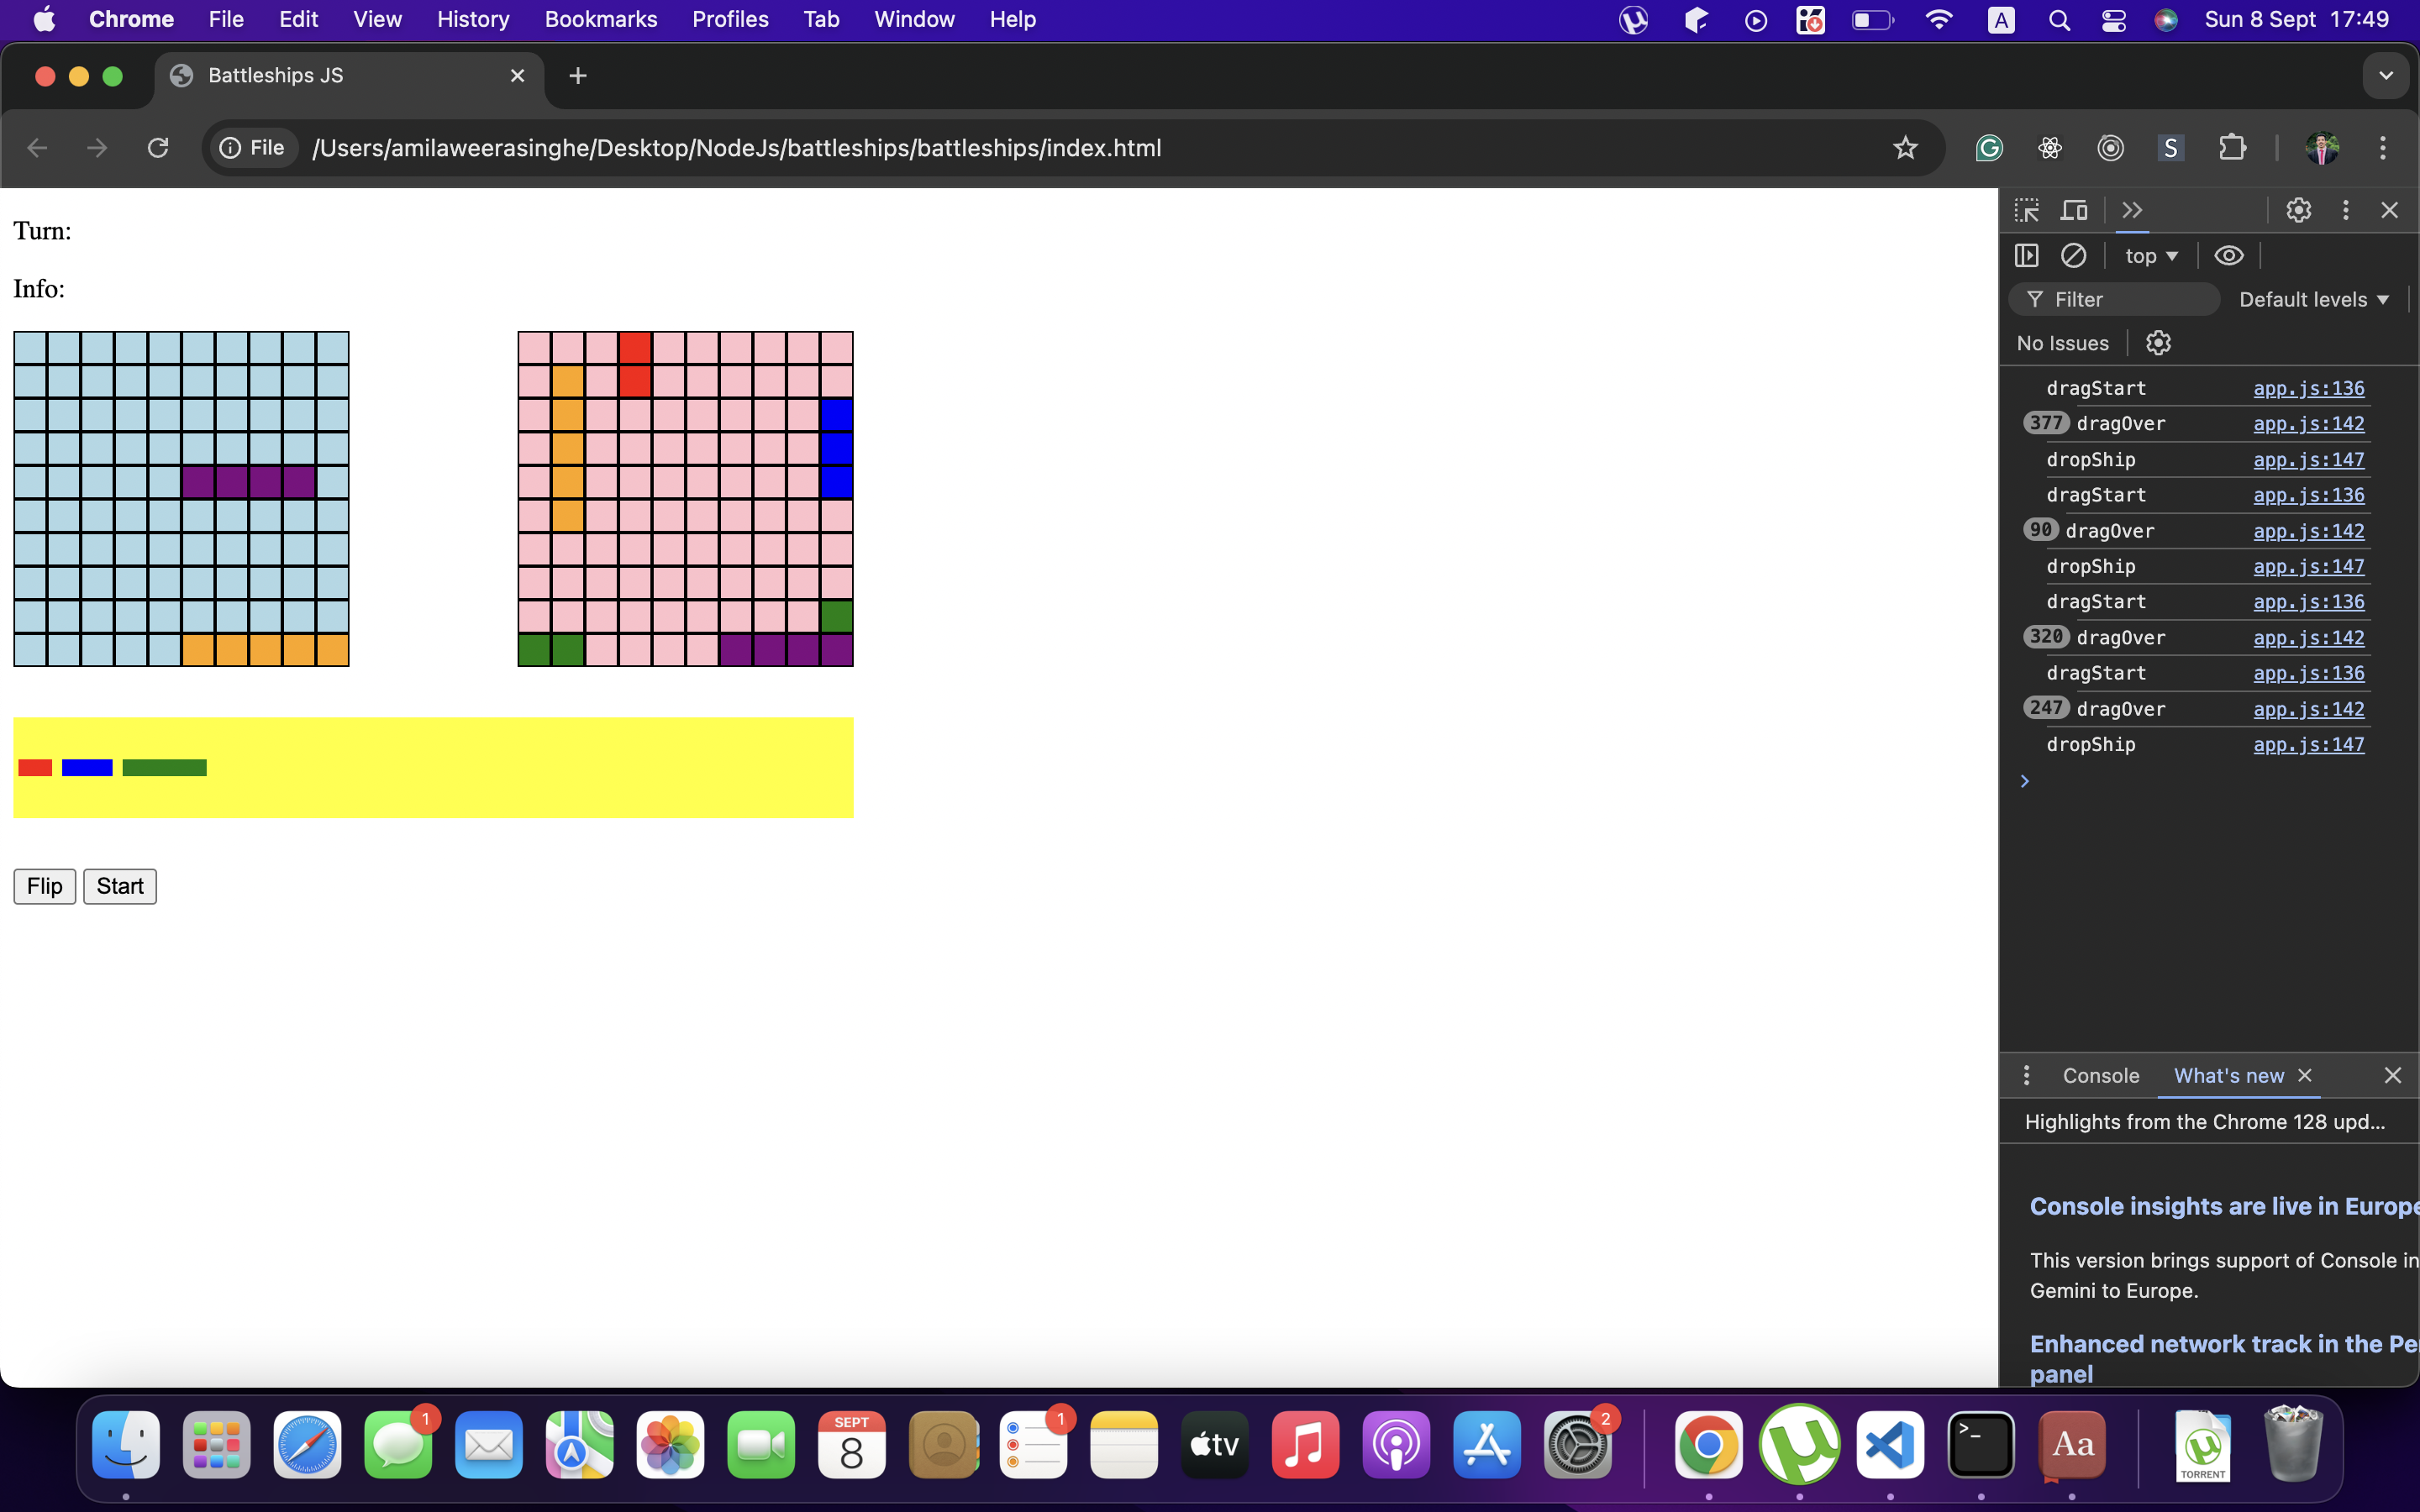 Chrome File Edit View History Bookmarks Profiles Tab Window Help A Sun 8 Sept 17:49
Battleships JS
File /Users/amilaweerasinghe/Desktop/NodeJs/battleships/battleships/index.html S
Turn:
Info:
Flip Start
top
Filter Default levels
No Issues
dragStart app.js:136
377 dragOver app.js:142
dropShip app.js:147
dragStart app.js:136
90 dragOver app.js:142
dropShip app.js:147
dragStart app.js:136
320 dragOver app.js:142
dragStart app.js:136
247 dragOver app.js:142
dropShip app.js:147
Console What's new
Highlights from the Chrome 128 upd...
Console insights are live in Europe
This version brings support of Console in
Gemini to Europe.
Enhanced network track in the Pe
panel
1 SEPT 8 1 tv 2 >_ Aa TORRENT